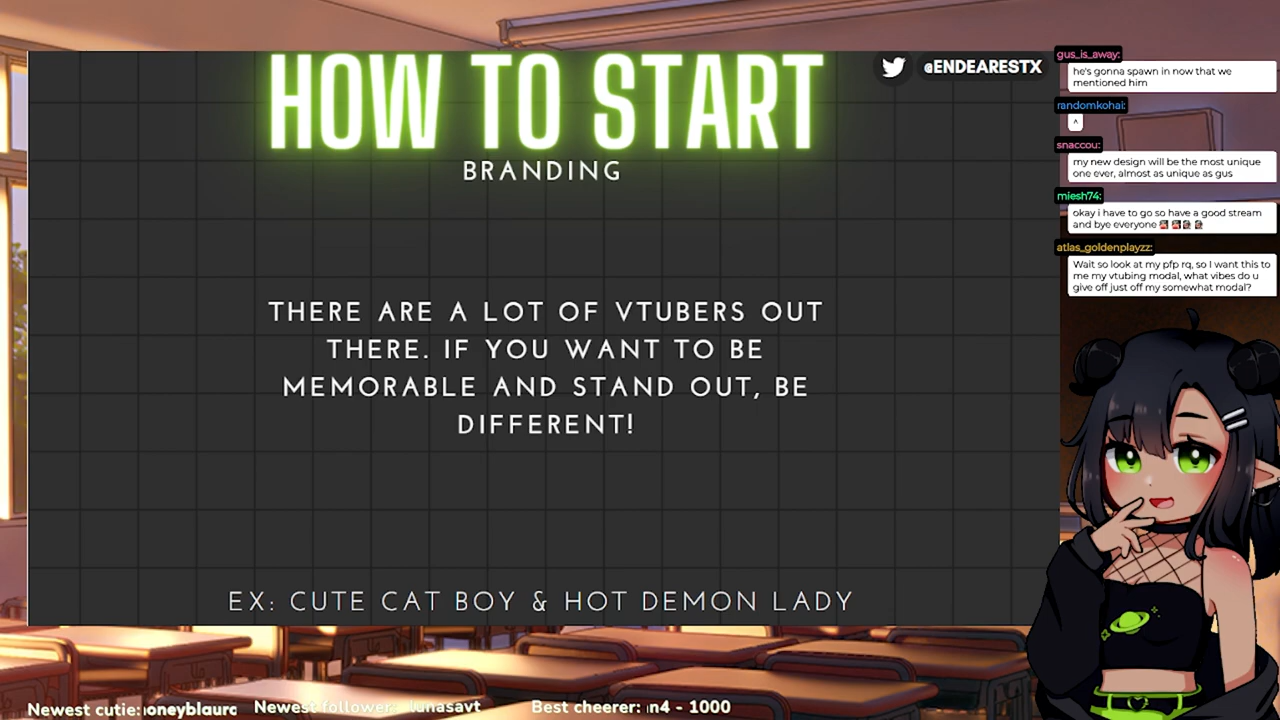 HOW TO START
@ENDEARESTX
BRANDING
THERE ARE A LOT OF VTUBERS OUT
THERE. IF YOU WANT TO BE
MEMORABLE AND STAND OUT, BE
DIFFERENT!
EX: CUTE CAT BOY & HOT DEMON LADY
gus_is_away:
he's gonna spawn in now that we
mentioned him
randomkohai:
^
snaccou:
my new design will be the most unique
one ever, almost as unique as gus
miesh74:
okay i have to go so have a good stream
and bye everyone
atlas_goldenplayzz:
Wait so look at my pfp rq, so I want this to
me my vtubing modal, what vibes do u
give off just off my somewhat modal?
Newest cutie: oneyblaurc Newest follower: lunasavt Best cheerer: n4 - 1000